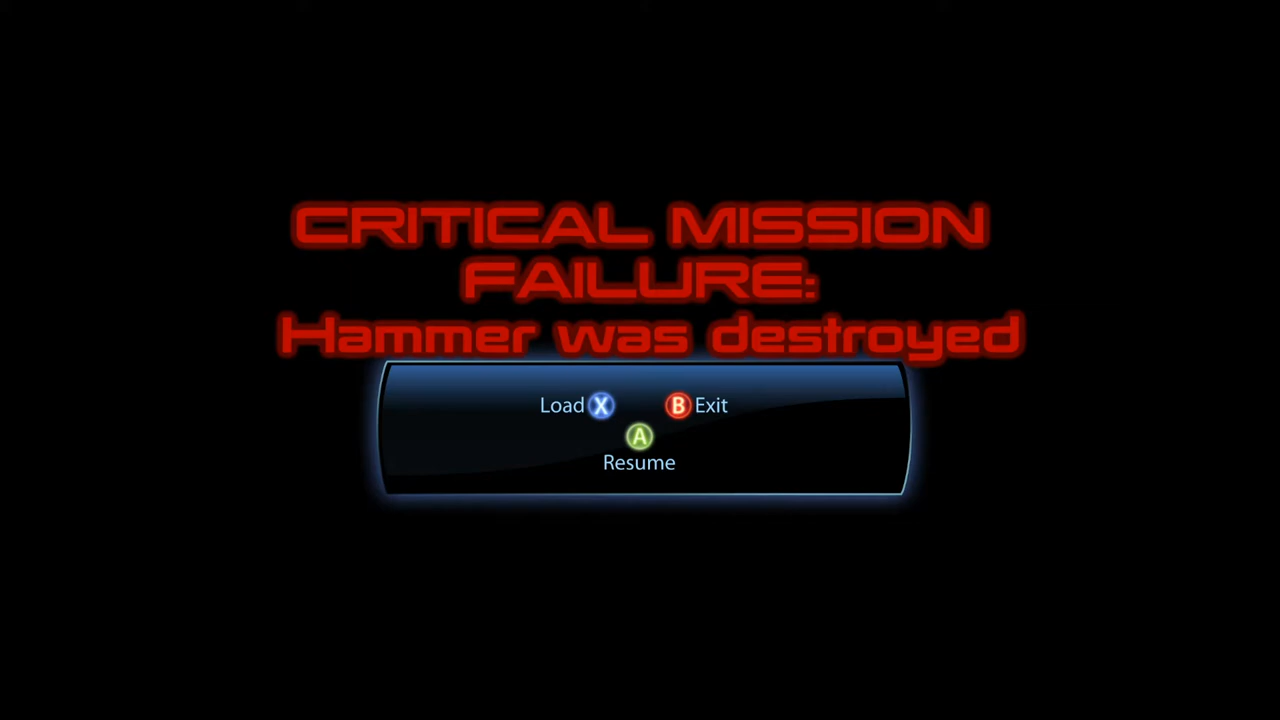 CRITICAL MISSION
FAILURE:
Hammer was destroyed
Load X B Exit
A
Resume